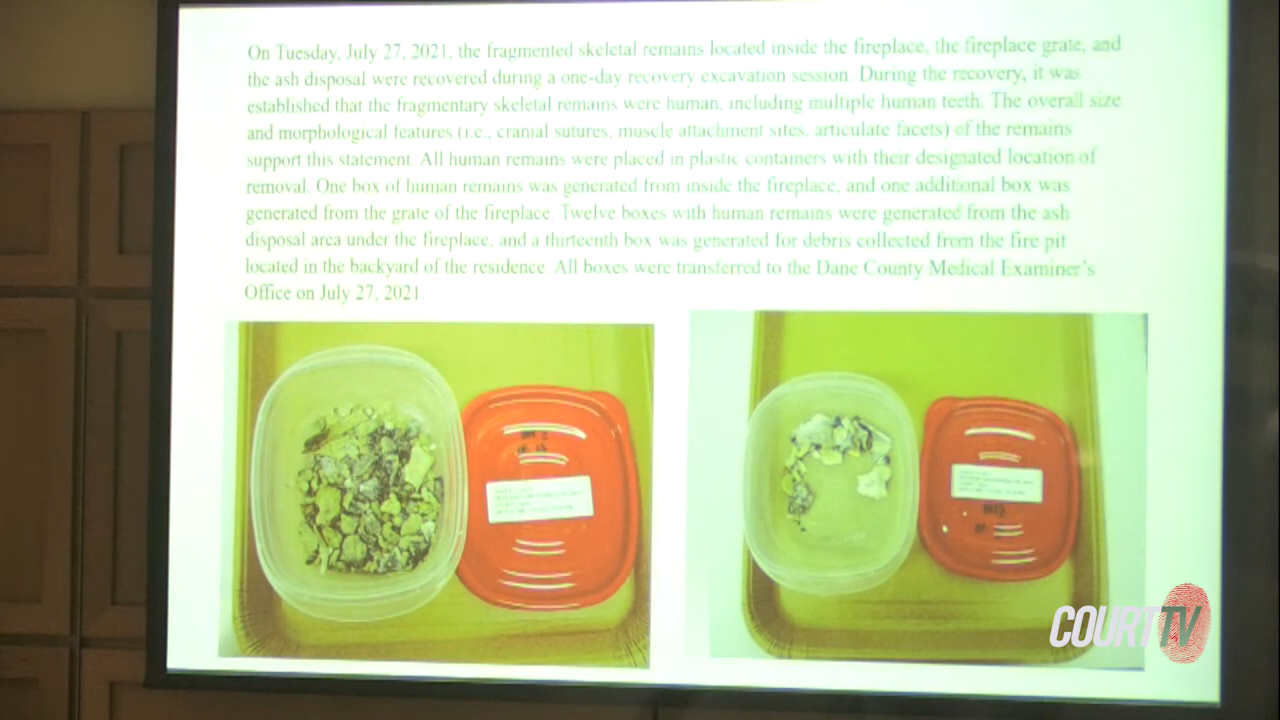 On Tuesday, July 27, 2021, the fragmented skeletal remains located inside the fireplace, the fireplace grate, and
the ash disposal were recovered during a one-day recovery excavation session. During the recovery, it was
established that the fragmentary skeletal remains were human, including multiple human teeth. The overall size
and morphological features (i.e., cranial sutures, muscle attachment sites, articulate facets) of the remains
support this statement. All human remains were placed in plastic containers with their designated location of
removal. One box of human remains was generated from inside the fireplace, and one additional box was
generated from the grate of the fireplace. Twelve boxes with human remains were generated from the ash
disposal area under the fireplace, and a thirteenth box was generated for debris collected from the fire pit
located in the backyard of the residence. All boxes were transferred to the Dane County Medical Examiner's
Office on July 27, 2021.
COURT TV